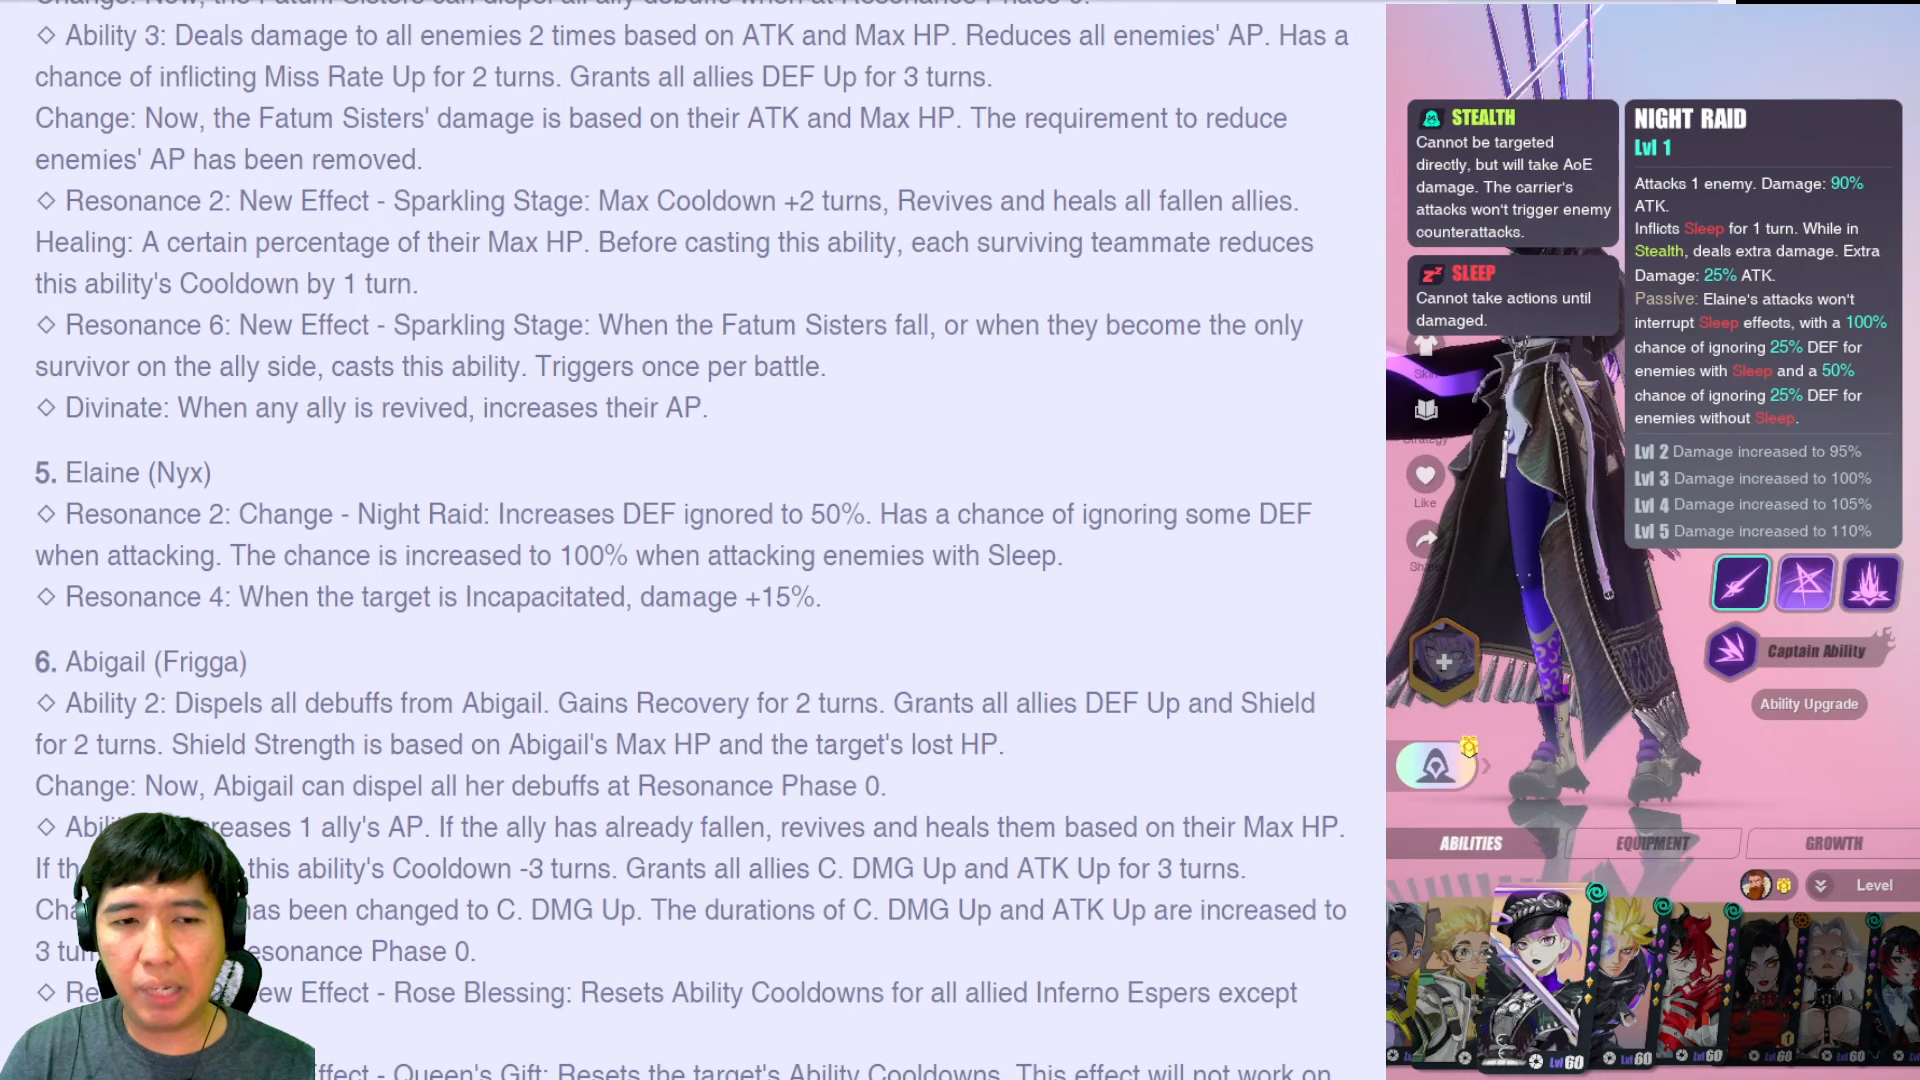 ◇ Ability 3: Deals damage to all enemies 2 times based on ATK and Max HP. Reduces all enemies' AP. Has a
chance of inflicting Miss Rate Up for 2 turns. Grants all allies DEF Up for 3 turns.
Change: Now, the Fatum Sisters' damage is based on their ATK and Max HP. The requirement to reduce
enemies' AP has been removed.
◇ Resonance 2: New Effect - Sparkling Stage: Max Cooldown +2 turns, Revives and heals all fallen allies.
Healing: A certain percentage of their Max HP. Before casting this ability, each surviving teammate reduces
this ability's Cooldown by 1 turn.
◇ Resonance 6: New Effect - Sparkling Stage: When the Fatum Sisters fall, or when they become the only
survivor on the ally side, casts this ability. Triggers once per battle.
◇ Divinate: When any ally is revived, increases their AP.
5. Elaine (Nyx)
◇ Resonance 2: Change - Night Raid: Increases DEF ignored to 50%. Has a chance of ignoring some DEF
when attacking. The chance is increased to 100% when attacking enemies with Sleep.
◇ Resonance 4: When the target is Incapacitated, damage +15%.
6. Abigail (Frigga)
◇ Ability 2: Dispels all debuffs from Abigail. Gains Recovery for 2 turns. Grants all allies DEF Up and Shield
for 2 turns. Shield Strength is based on Abigail's Max HP and the target's lost HP.
Change: Now, Abigail can dispel all her debuffs at Resonance Phase 0.
1 ally's AP. If the ally has already fallen, revives and heals them based on their Max HP.
this ability's Cooldown -3 turns. Grants all allies C. DMG Up and ATK Up for 3 turns.
has been changed to C. DMG Up. The durations of C. DMG Up and ATK Up are increased to
Phase 0.
Effect - Rose Blessing: Resets Ability Cooldowns for all allied Inferno Espers except
- Queen's Gift: Resets the target's Ability Cooldowns. This effect will not work on
STEALTH
Cannot be targeted
directly, but will take AoE
damage. The carrier's
attacks won't trigger enemy
counterattacks.
SLEEP
Cannot take actions until
damaged.
NIGHT RAID
Lvl 1
Attacks 1 enemy. Damage: 90%
ATK.
Inflicts Sleep for 1 turn. While in
Stealth, deals extra damage. Extra
Damage: 25% ATK.
Passive: Elaine's attacks won't
interrupt Sleep effects, with a 100%
chance of ignoring 25% DEF for
enemies with Sleep and a 50%
chance of ignoring 25% DEF for
enemies without Sleep.
Lvl 2 Damage increased to 95%
Lvl 3 Damage increased to 100%
Lvl 4 Damage increased to 105%
Lvl 5 Damage increased to 110%
Like
Captain Ability
Ability Upgrade
ABILITIES
EQUIPMENT
GROWTH
Level
Lvl 60
Lvl 60
Lvl 60
Lvl 60
Lvl 60